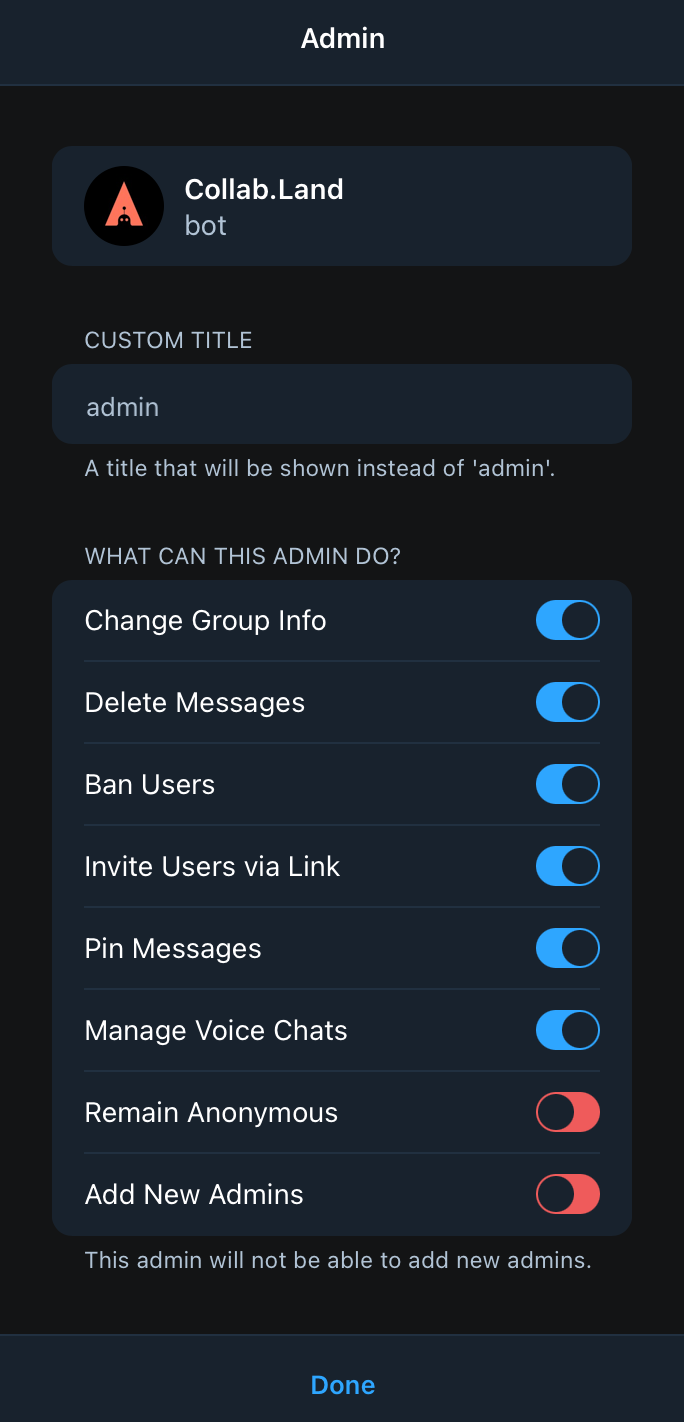 Admin
Collab.Land
bot
CUSTOM TITLE
admin
A title that will be shown instead of 'admin'.
WHAT CAN THIS ADMIN DO?
Change Group Info
Delete Messages
Ban Users
Invite Users via Link
Pin Messages
Manage Voice Chats
Remain Anonymous
Add New Admins
This admin will not be able to add new admins.
Done